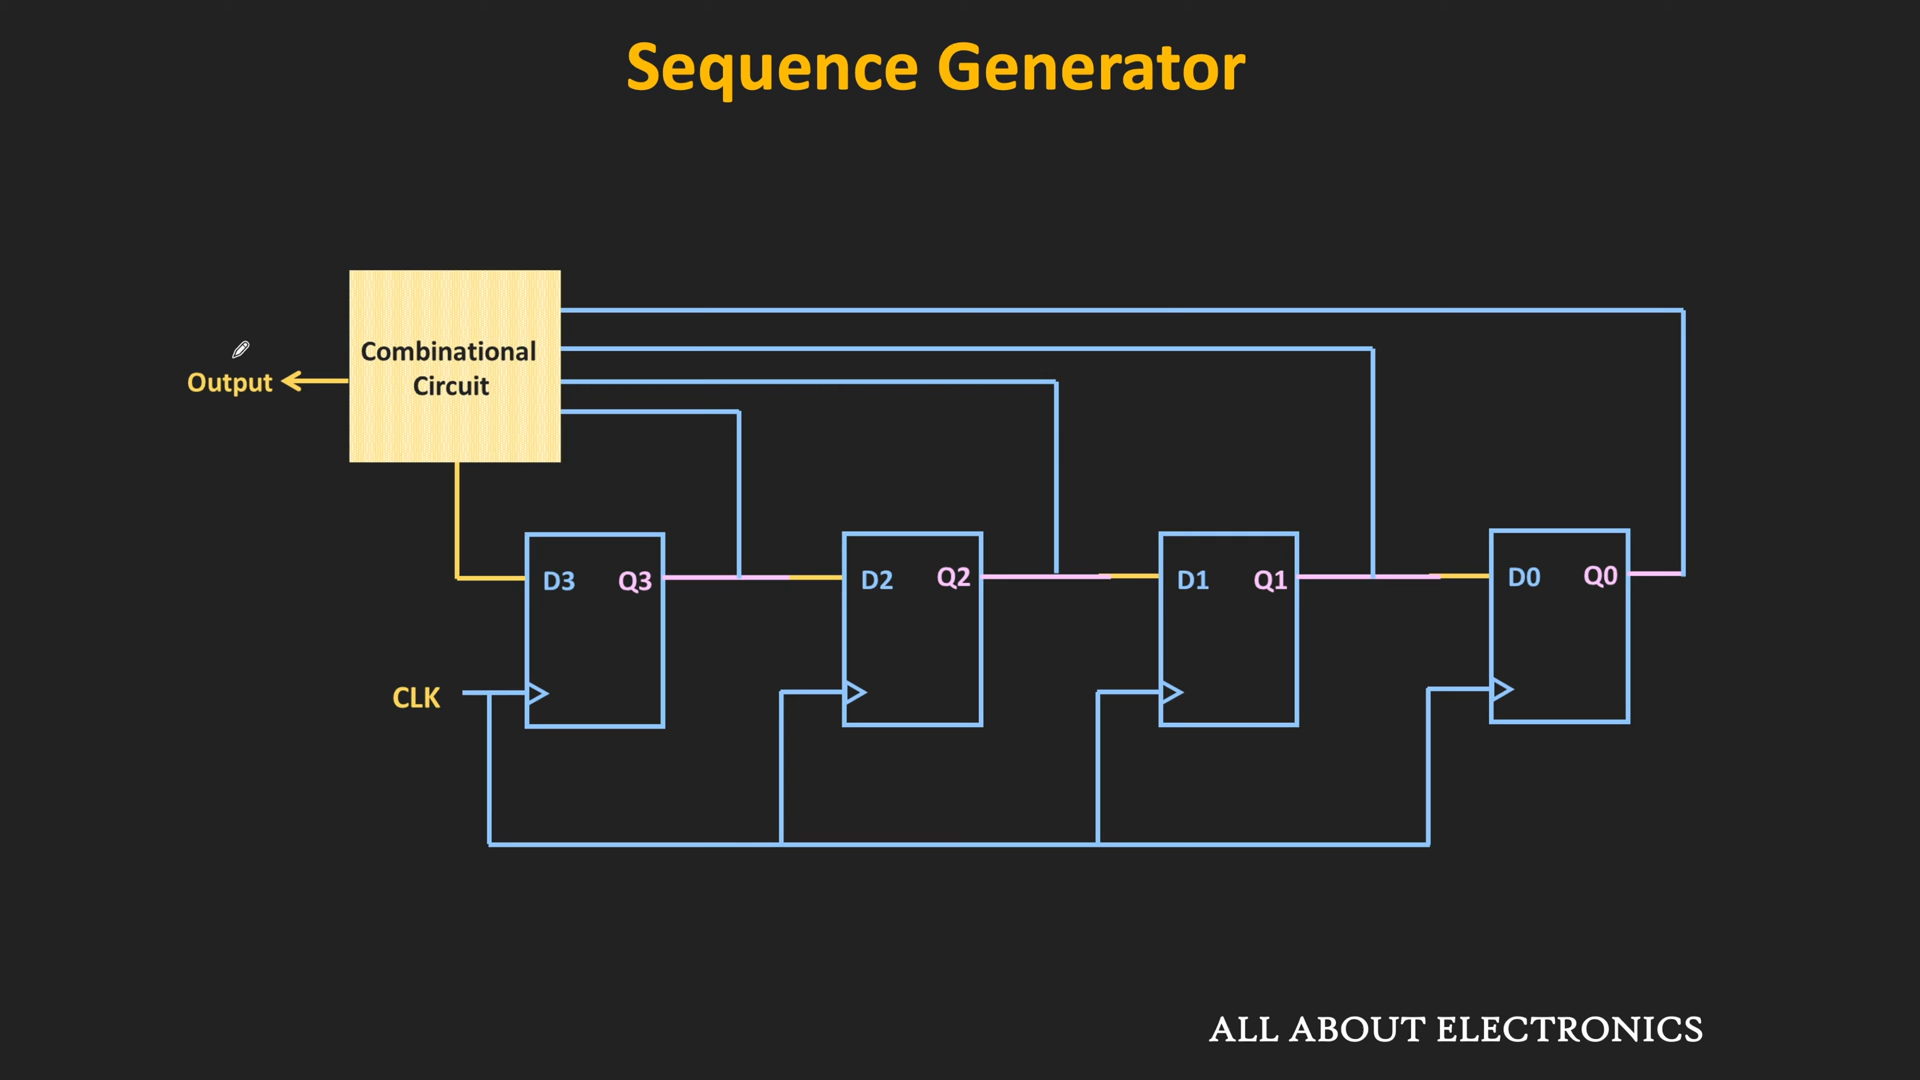 Sequence Generator
Combinational
Circuit
Output
D3 Q3 D2 Q2 D1 Q1 D0 Q0
CLK
ALL ABOUT ELECTRONICS